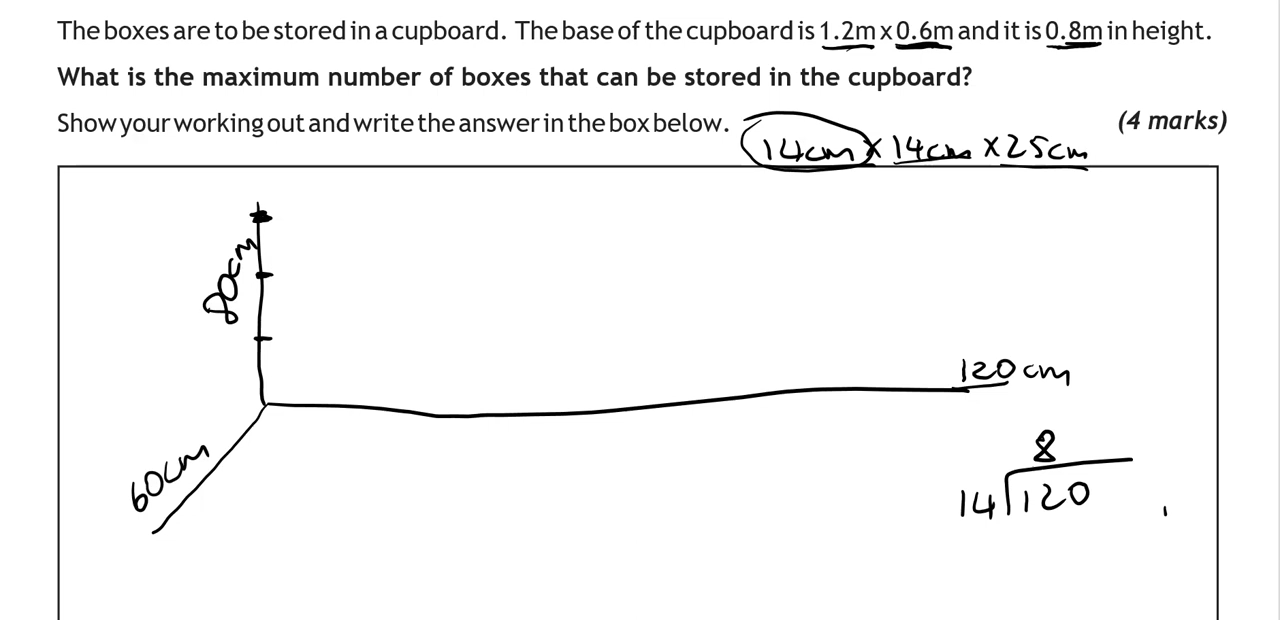 The boxes are to be stored in a cupboard. The base of the cupboard is 1.2m x 0.6m and it is 0.8m in height.
What is the maximum number of boxes that can be stored in the cupboard?
Show your working out and write the answer in the box below.
(4 marks)
14cm x 14cm x 25cm
80cm
120cm
60cm
8
14 120